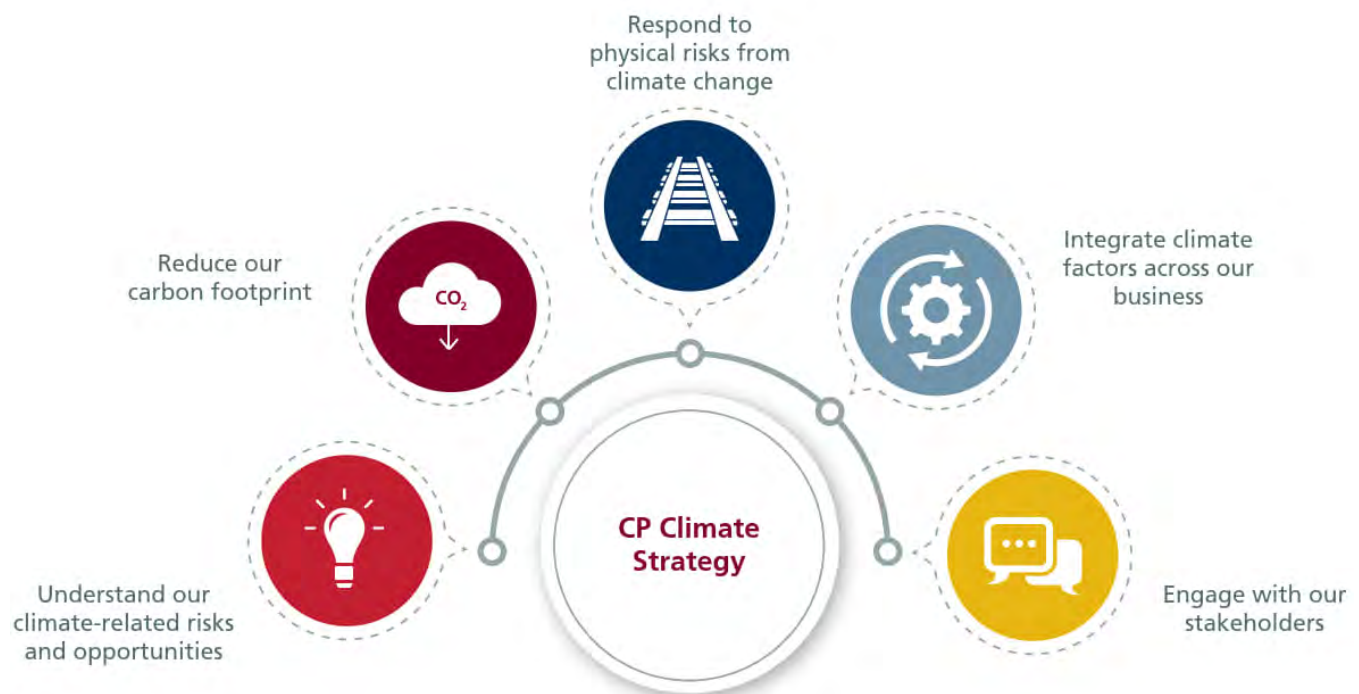 Respond to
physical risks from
climate change
Reduce our
carbon footprint
CO₂
Integrate climate
factors across our
business
CP Climate
Strategy
Understand our
climate-related risks
and opportunities
Engage with our
stakeholders